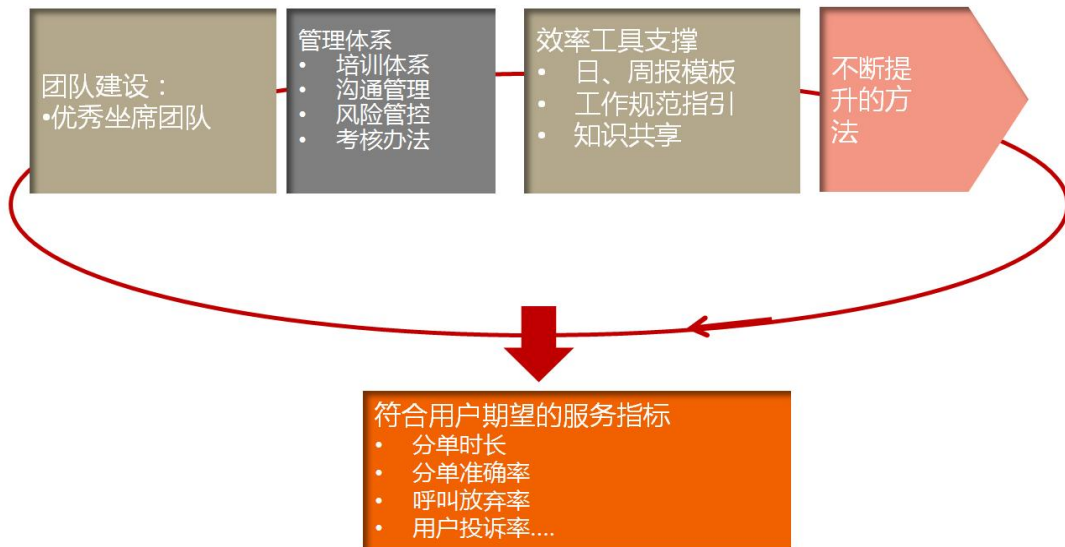 团队建设：
•优秀坐席团队
管理体系
• 培训体系
• 沟通管理
• 风险管控
• 考核办法
效率工具支撑
• 日、周报模板
• 工作规范指引
• 知识共享
不断提
升的方
法
符合用户期望的服务指标
• 分单时长
• 分单准确率
• 呼叫放弃率
• 用户投诉率....